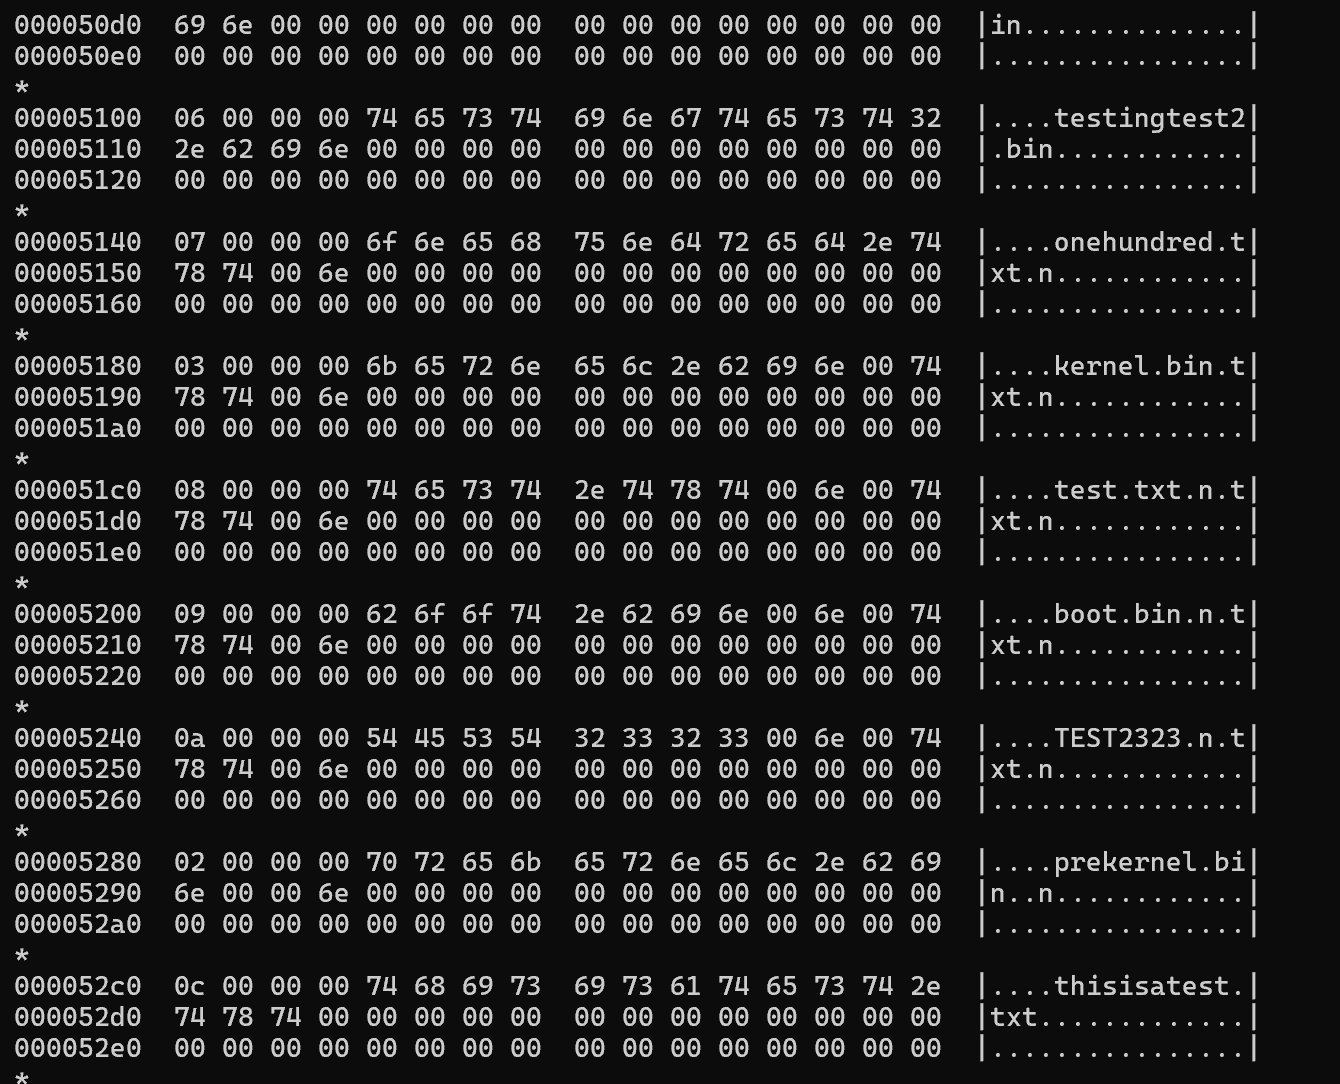 000050d0  69 6e 00 00 00 00 00 00  00 00 00 00 00 00 00 00  |in..............|
000050e0  00 00 00 00 00 00 00 00  00 00 00 00 00 00 00 00  |................|
*
00005100  06 00 00 00 74 65 73 74  69 6e 67 74 65 73 74 32  |....testingtest2|
00005110  2e 62 69 6e 00 00 00 00  00 00 00 00 00 00 00 00  |.bin............|
00005120  00 00 00 00 00 00 00 00  00 00 00 00 00 00 00 00  |................|
*
00005140  07 00 00 00 6f 6e 65 68  75 6e 64 72 65 64 2e 74  |....onehundred.t|
00005150  78 74 00 6e 00 00 00 00  00 00 00 00 00 00 00 00  |xt.n............|
00005160  00 00 00 00 00 00 00 00  00 00 00 00 00 00 00 00  |................|
*
00005180  03 00 00 00 6b 65 72 6e  65 6c 2e 62 69 6e 00 74  |....kernel.bin.t|
00005190  78 74 00 6e 00 00 00 00  00 00 00 00 00 00 00 00  |xt.n............|
000051a0  00 00 00 00 00 00 00 00  00 00 00 00 00 00 00 00  |................|
*
000051c0  08 00 00 00 74 65 73 74  2e 74 78 74 00 6e 00 74  |....test.txt.n.t|
000051d0  78 74 00 6e 00 00 00 00  00 00 00 00 00 00 00 00  |xt.n............|
000051e0  00 00 00 00 00 00 00 00  00 00 00 00 00 00 00 00  |................|
*
00005200  09 00 00 00 62 6f 6f 74  2e 62 69 6e 00 6e 00 74  |....boot.bin.n.t|
00005210  78 74 00 6e 00 00 00 00  00 00 00 00 00 00 00 00  |xt.n............|
00005220  00 00 00 00 00 00 00 00  00 00 00 00 00 00 00 00  |................|
*
00005240  0a 00 00 00 54 45 53 54  32 33 32 33 00 6e 00 74  |....TEST2323.n.t|
00005250  78 74 00 6e 00 00 00 00  00 00 00 00 00 00 00 00  |xt.n............|
00005260  00 00 00 00 00 00 00 00  00 00 00 00 00 00 00 00  |................|
*
00005280  02 00 00 00 70 72 65 6b  65 72 6e 65 6c 2e 62 69  |....prekernel.bi|
00005290  6e 00 00 6e 00 00 00 00  00 00 00 00 00 00 00 00  |n..n............|
000052a0  00 00 00 00 00 00 00 00  00 00 00 00 00 00 00 00  |................|
*
000052c0  0c 00 00 00 74 68 69 73  69 73 61 74 65 73 74 2e  |....thisisatest.|
000052d0  74 78 74 00 00 00 00 00  00 00 00 00 00 00 00 00  |txt.............|
000052e0  00 00 00 00 00 00 00 00  00 00 00 00 00 00 00 00  |................|
*